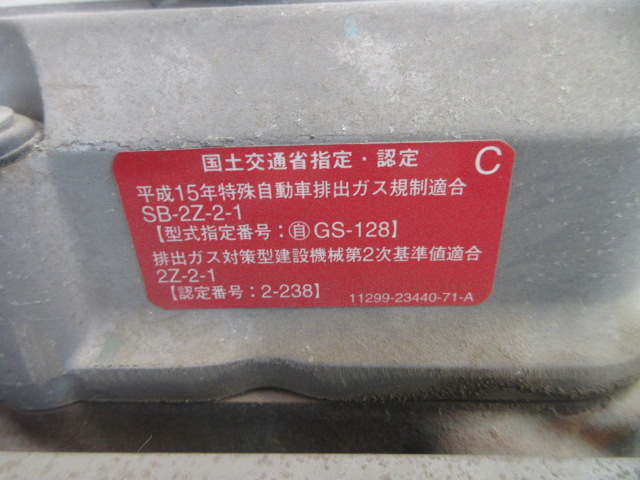 国土交通省指定・認定 C
平成15年特殊自動車排出ガス規制適合
SB-2Z-2-1
【型式指定番号:㉂GS-128】
排出ガス対策型建設機械第2次基準値適合
2Z-2-1
【認定番号:2-238】
11299-23440-71-A